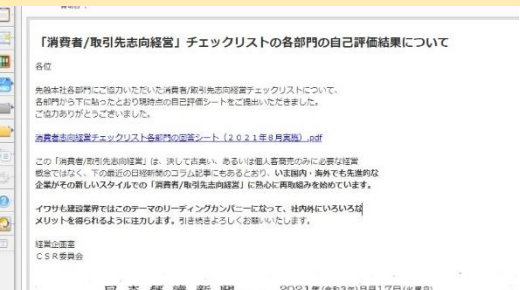 「消費者/取引先志向経営」チェックリストの各部門の自己評価結果について
各位
先般本社各部門にご協力いただいた消費者/取引先志向経営チェックリストについて、
各部門から下に貼ったとおり現時点の自己評価シートをご提出いただきました。
ご協力ありがとうございました。
消費者志向経営チェックリスト各部門の回答シート（2021年8月実施）.pdf
この「消費者/取引先志向経営」は、決して古臭い、あるいは個人客商売のみに必要な経営
概念ではなく、下の最近の日経新聞のコラム記事にもあるとおり、いま国内・海外でも先進的な
企業がその新しいスタイルでの「消費者/取引先志向経営」に熱心に再取組みを始めています。
イワサも建設業界ではこのテーマのリーディングカンパニーになって、社内外にいろいろな
メリットを得られるように注力します。引き続きよろしくお願いいたします。
経営企画室
CSR委員会
日本経済新聞 2021年(令和3年)8月17日(火曜日)